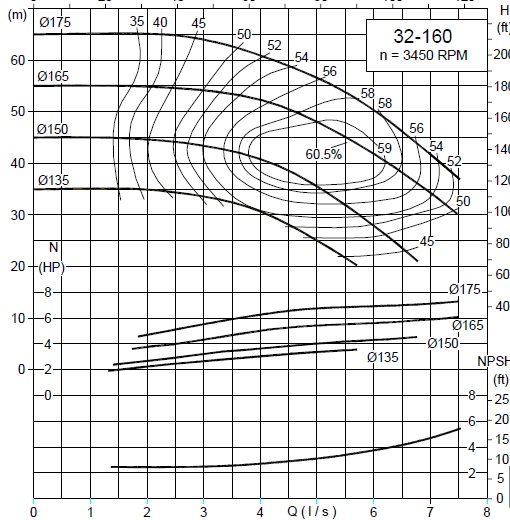 (m)
Ø175
35
40
45
50
52
54
56
58
58
56
54
52
50
45
32-160
n = 3450 RPM
H
(ft)
60
Ø165
50
Ø150
40
60.5%
59
Ø135
30
20
N
(HP)
10
0
8
6
4
2
0
200
180
160
140
120
100
80
60
40
Ø175
Ø165
Ø150
Ø135
NPSH
(ft)
8
6
4
2
25
20
15
10
5
0
0 1 2 3 4 Q ( l / s ) 6 7 8